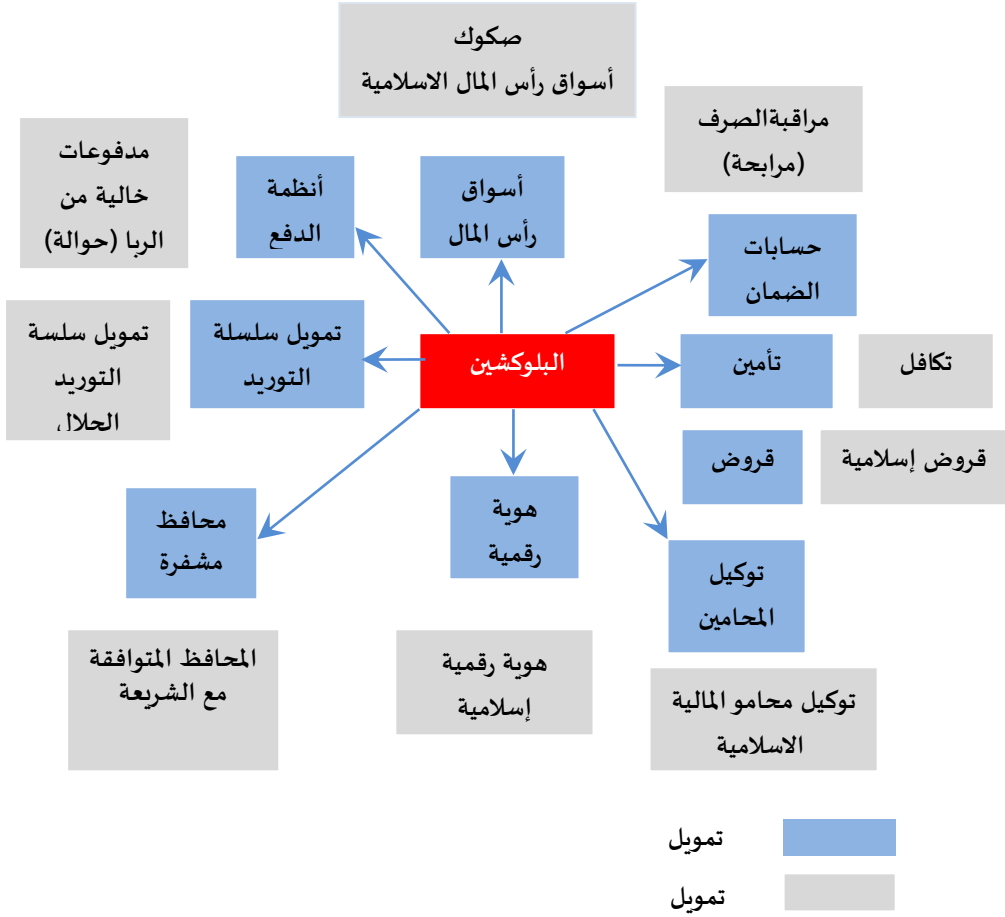 صكوك
أسواق رأس المال الاسلامية
مراقبةالصرف
(مرابحة)
مدفوعات
خالية من
الربا (حوالة)
أنظمة
الدفع
أسواق
رأس المال
حسابات
الضمان
تمويل سلسة
التوريد
الحلال
تمويل سلسلة
التوريد
البلوكشين
تأمين
تكافل
قروض
قروض إسلامية
محافظ
مشفرة
هوية
رقمية
توكيل
المحامين
المحافظ المتوافقة
مع الشريعة
هوية رقمية
إسلامية
توكيل محامو المالية
الاسلامية
تمويل
تمويل